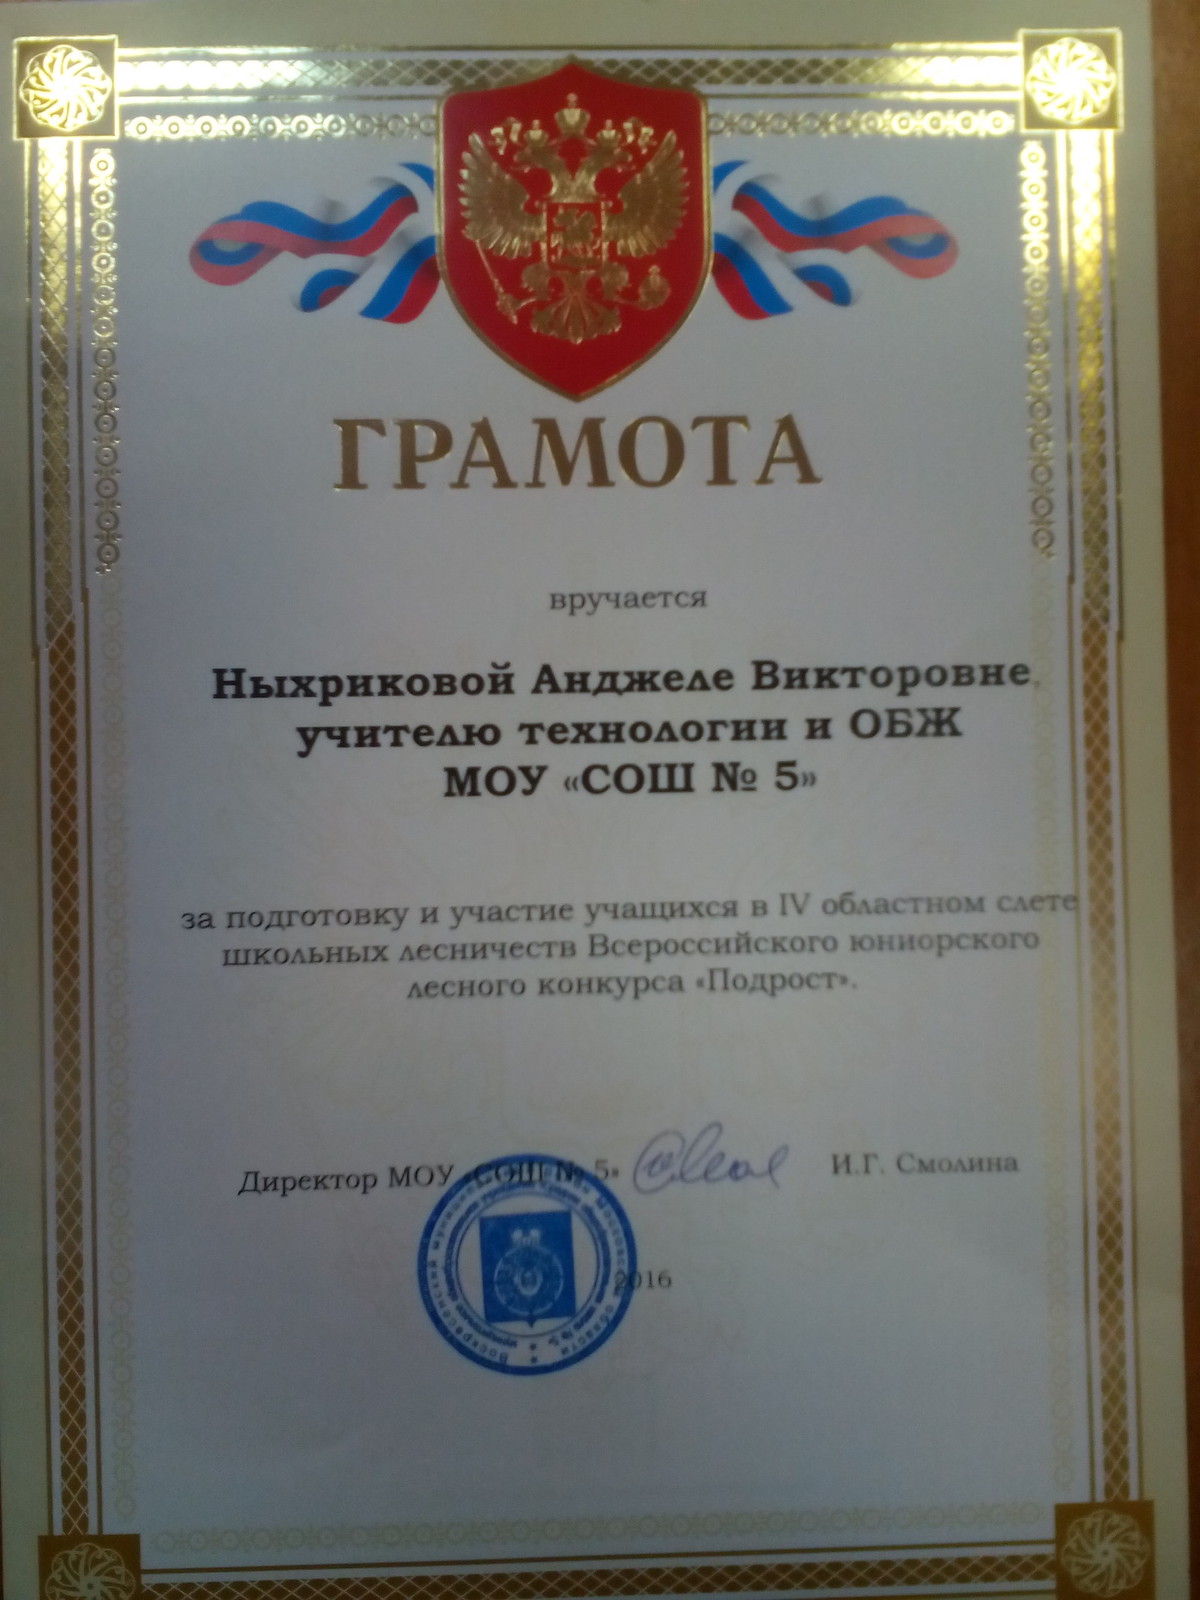 ГРАМОТА
вручается
Ныхриковой Анджеле Викторовне,
учителю технологии и ОБЖ
МОУ «СОШ № 5»
за подготовку и участие учащихся в IV областном слете
школьных лесничеств Всероссийского юниорского
лесного конкурса «Подрост».
Директор МОУ «СОШ № 5» И.Г. Смолина
2016